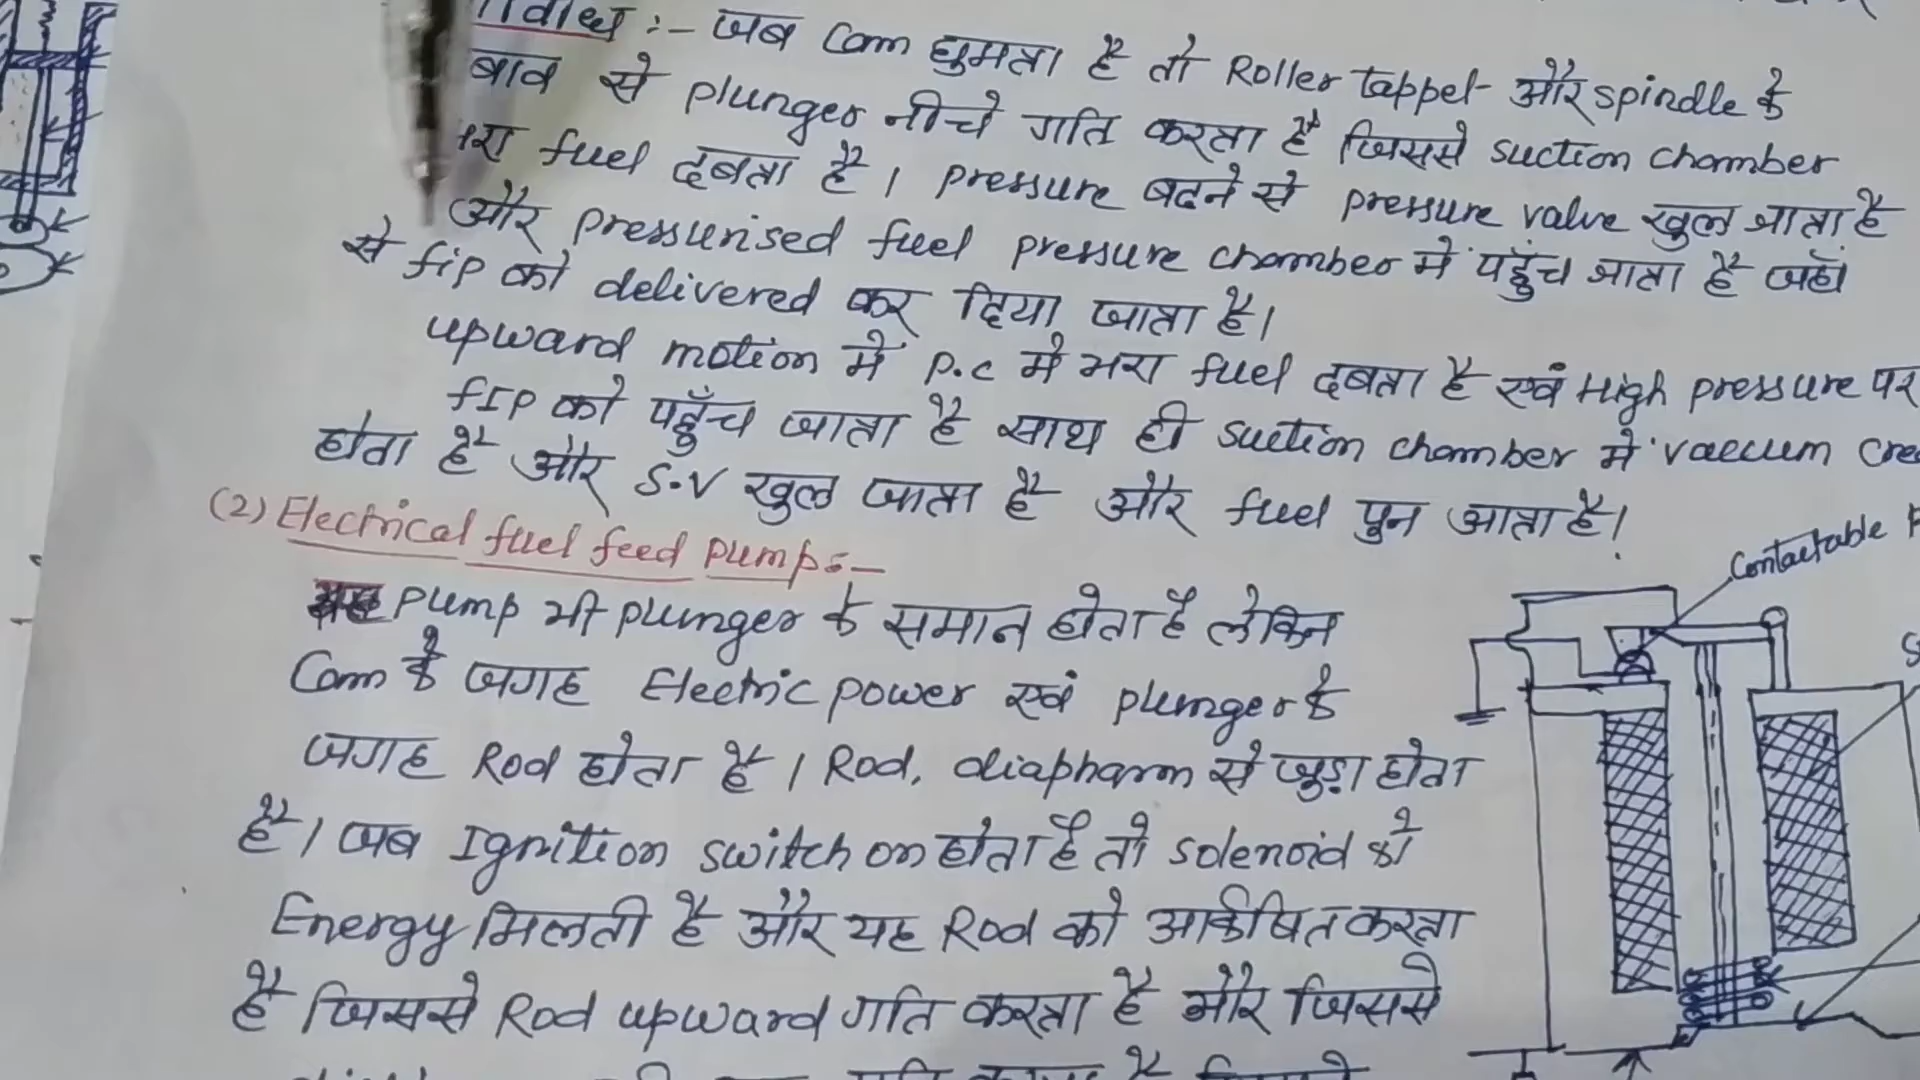 :- जब Cam घुमता है तो Roller tappet और spindle के
से plunger नीचे गति करता है जिससे suction chamber
fuel दबता है। pressure बढने से pressure valve खुल जाता है
और pressurised fuel pressure chamber में पहुँच जाता है जहाँ
से fip को delivered कर दिया जाता है।
upward motion में P.C में भरा fuel दबता है एवं High pressure पर
FIP को पहुँच जाता है साथ ही suction chamber में vaccum
होता है और S.V खुल जाता है और fuel पुन आता है।
(2) Electrical fuel feed pump:-
Contactable
यह pump भी plunger के समान होता है लेकिन
Cam के जगह Electric power एवं plunger के
जगह Rod होता है। Rod, diapharm से जुड़ा होता
है। जब Ignition switch on होता है तो solenoid को
Energy मिलती है और यह Rod को आर्कषित करता
है जिससे Rod upward गति करता है और जिससे